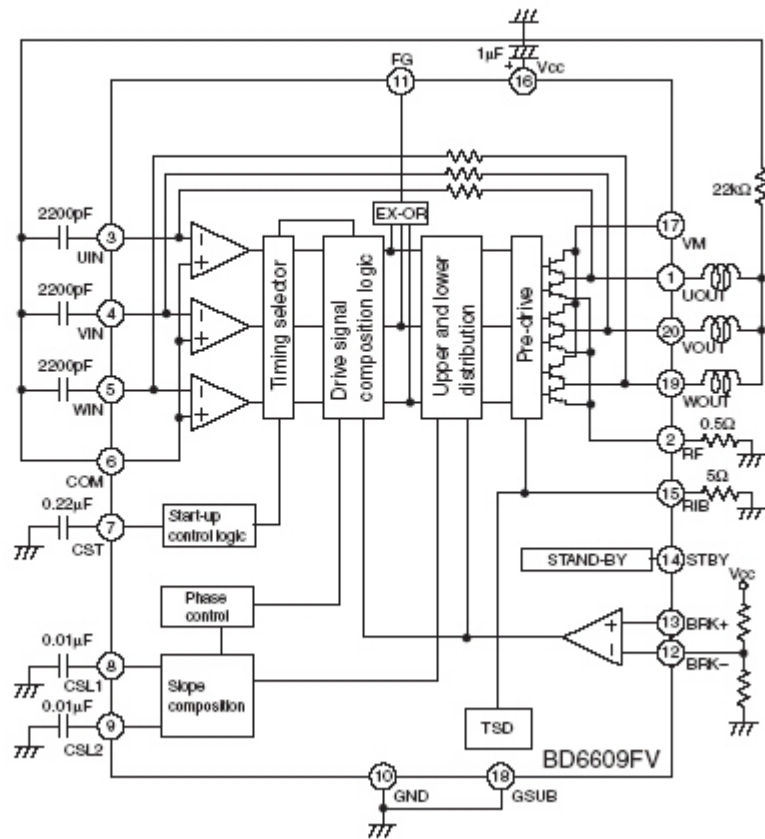 FG
11
1µF
+
Vcc
16
22kΩ
2200pF
3
UIN
EX-OR
17
VM
2200pF
4
VIN
1
UOUT
20
VOUT
2200pF
5
WIN
19
WOUT
Timing selector
Drive signal
composition logic
Upper and lower
distribution
Pre-drive
6
COM
2
RF
0.5Ω
15
RIB
5Ω
0.22µF
7
CST
Start-up
control logic
STAND-BY
14
STBY
Vcc
Phase
control
13
BRK+
12
BRK−
0.01µF
8
CSL1
Slope
composition
0.01µF
9
CSL2
TSD
BD6609FV
10
GND
18
GSUB